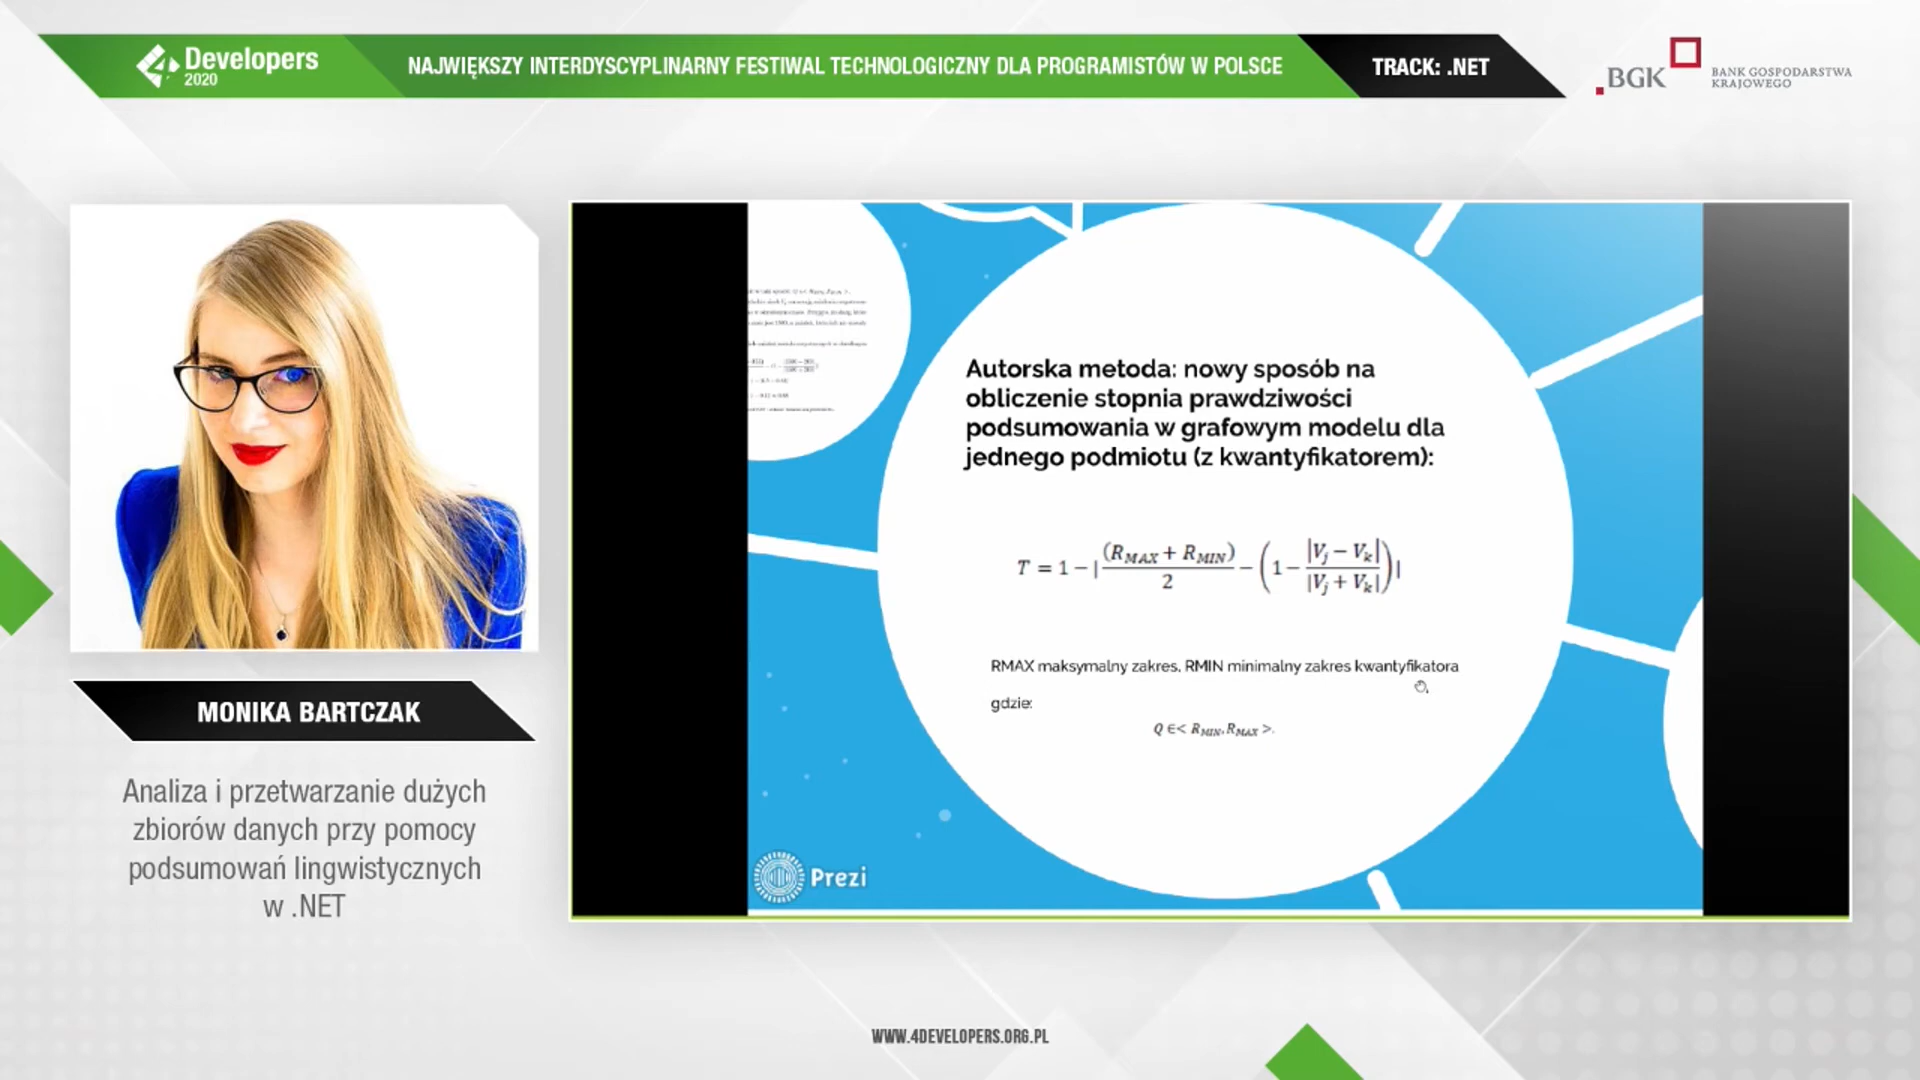 4Developers
2020
NAJWIĘKSZY INTERDYSCYPLINARNY FESTIWAL TECHNOLOGICZNY DLA PROGRAMISTÓW W POLSCE
TRACK: .NET
BGK
BANK GOSPODARSTWA
KRAJOWEGO
Autorska metoda: nowy sposób na
obliczenie stopnia prawdziwości
podsumowania w grafowym modelu dla
jednego podmiotu (z kwantyfikatorem):
T = 1 - |(R_MAX + R_MIN)/2 - (1 - |V_j - V_k|/|V_j + V_k|)|
RMAX maksymalny zakres, RMIN minimalny zakres kwantyfikatora
gdzie:
Q ∈< R_MIN, R_MAX >.
Prezi
MONIKA BARTCZAK
Analiza i przetwarzanie dużych
zbiorów danych przy pomocy
podsumowań lingwistycznych
w .NET
WWW.4DEVELOPERS.ORG.PL